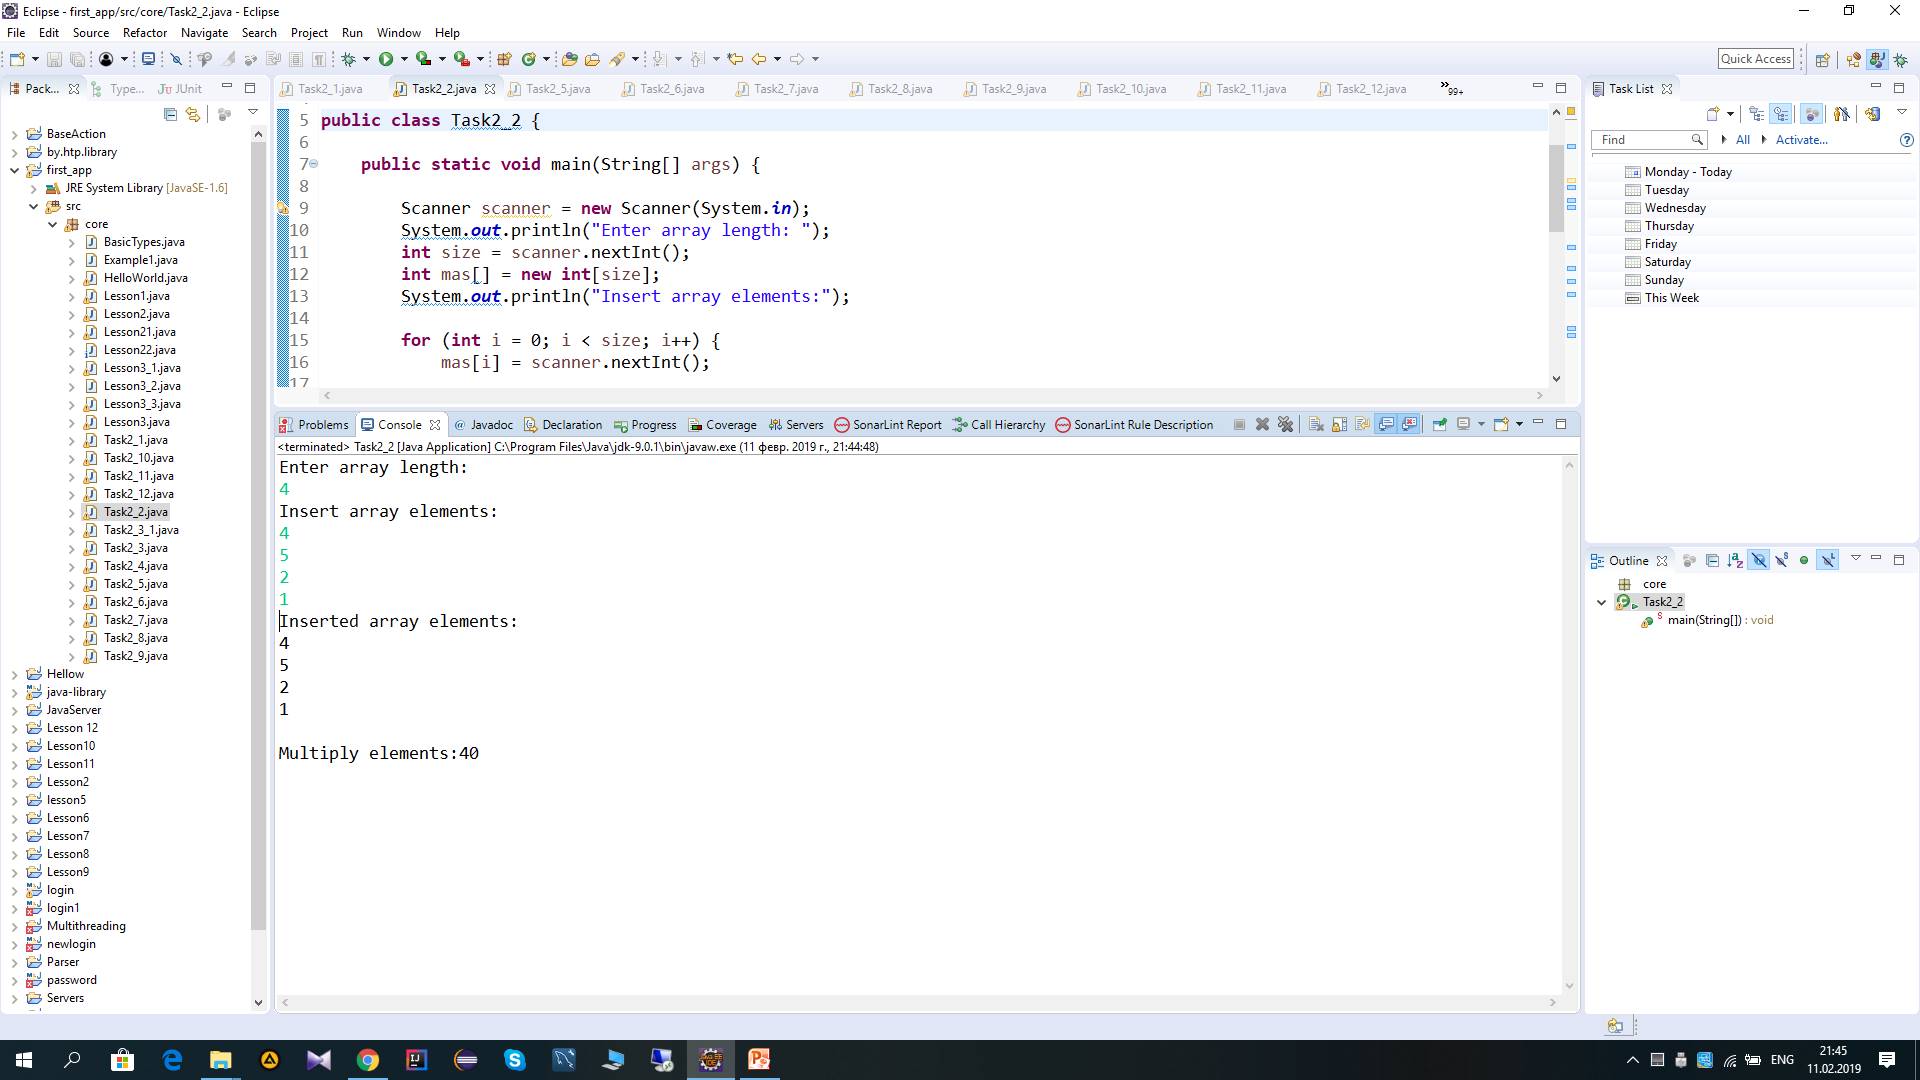 Eclipse - first_app/src/core/Task2_2.java - Eclipse
File Edit Source Refactor Navigate Search Project Run Window Help
Quick Access
Pack... Type... JUnit
BaseAction
by.htp.library
first_app
JRE System Library [JavaSE-1.6]
src
core
BasicTypes.java
Example1.java
HelloWorld.java
Lesson1.java
Lesson2.java
Lesson21.java
Lesson22.java
Lesson3_1.java
Lesson3_2.java
Lesson3_3.java
Lesson3.java
Task2_1.java
Task2_10.java
Task2_11.java
Task2_12.java
Task2_2.java
Task2_3_1.java
Task2_3.java
Task2_4.java
Task2_5.java
Task2_6.java
Task2_7.java
Task2_8.java
Task2_9.java
Hellow
java-library
JavaServer
Lesson 12
Lesson10
Lesson11
Lesson2
lesson5
Lesson6
Lesson7
Lesson8
Lesson9
login
login1
Multithreading
newlogin
Parser
password
Servers
Task2_1.java Task2_2.java Task2_5.java Task2_6.java Task2_7.java Task2_8.java Task2_9.java Task2_10.java Task2_11.java Task2_12.java 99+
5 public class Task2_2 {
6
7 public static void main(String[] args) {
8
9 Scanner scanner = new Scanner(System.in);
10 System.out.println("Enter array length: ");
11 int size = scanner.nextInt();
12 int mas[] = new int[size];
13 System.out.println("Insert array elements:");
14
15 for (int i = 0; i < size; i++) {
16 mas[i] = scanner.nextInt();
17
Problems Console Javadoc Declaration Progress Coverage Servers SonarLint Report Call Hierarchy SonarLint Rule Description
<terminated> Task2_2 [Java Application] C:\Program Files\Java\jdk-9.0.1\bin\javaw.exe (11 февр. 2019 г., 21:44:48)
Enter array length:
4
Insert array elements:
4
5
2
1
Inserted array elements:
4
5
2
1
Multiply elements:40
Task List
Find All Activate...
Monday - Today
Tuesday
Wednesday
Thursday
Friday
Saturday
Sunday
This Week
Outline
core
Task2_2
main(String[]) : void
ENG
21:45
11.02.2019